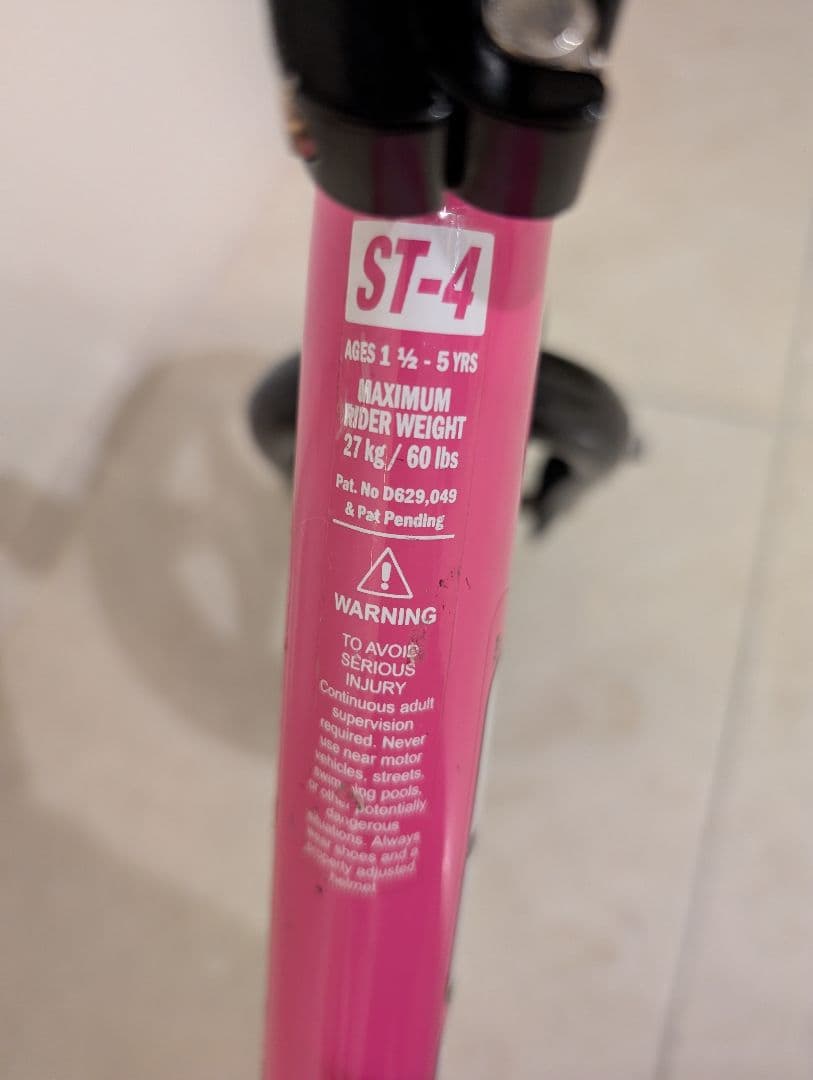 ST-4
AGES 1 ½ - 5 YRS
MAXIMUM
RIDER WEIGHT
27 kg / 60 lbs
Pat. No D629,049
& Pat Pending
WARNING
TO AVOID
SERIOUS
INJURY
Continuous adult
supervision
required. Never
use near motor
vehicles, streets,
swimming pools,
or other potentially
dangerous
situations. Always
wear shoes and a
properly adjusted
helmet